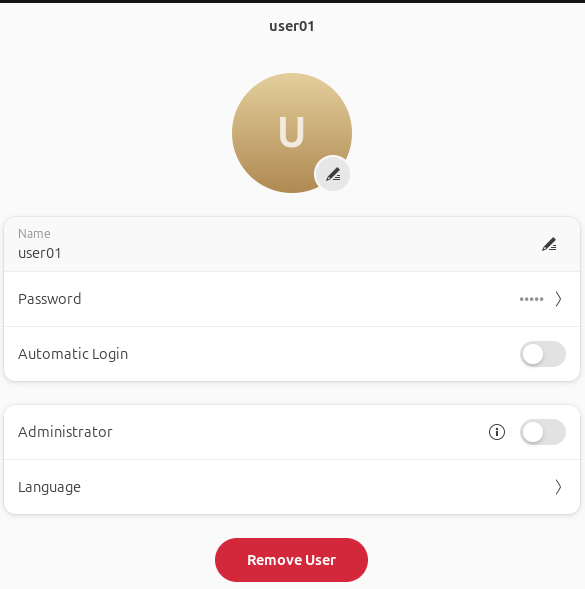 user01
U
Name
user01
Password
•••••
Automatic Login
Administrator
Language
Remove User